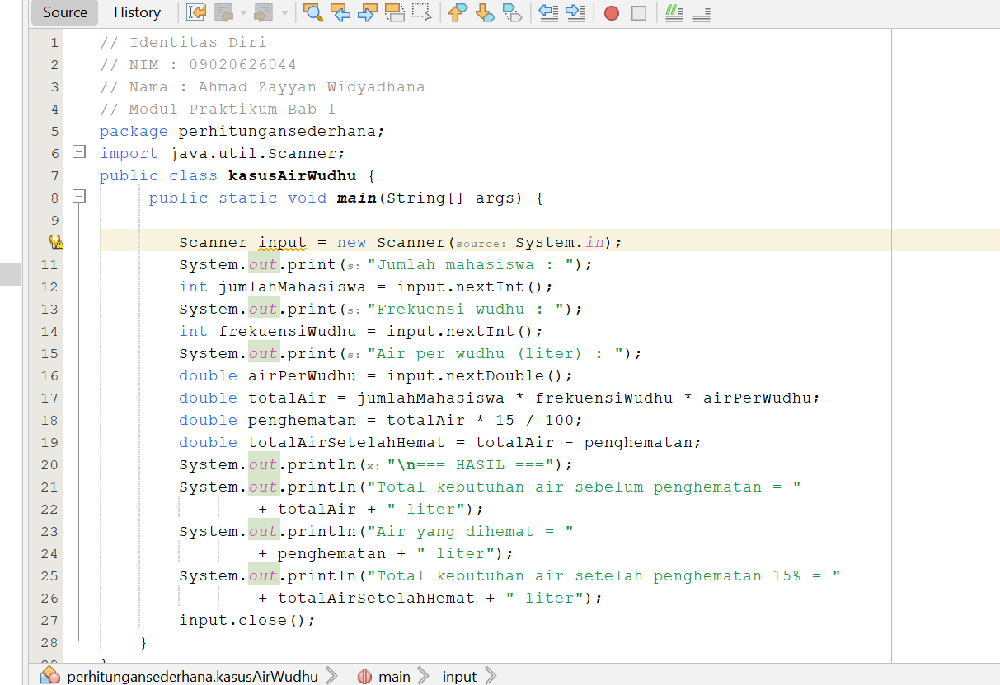 Source History
1 // Identitas Diri
2 // NIM : 09020626044
3 // Nama : Ahmad Zayyan Widyadhana
4 // Modul Praktikum Bab 1
5 package perhitungansederhana;
6 import java.util.Scanner;
7 public class kasusAirWudhu {
8 public static void main(String[] args) {
9
Scanner input = new Scanner(source: System.in);
11 System.out.print(s: "Jumlah mahasiswa : ");
12 int jumlahMahasiswa = input.nextInt();
13 System.out.print(s: "Frekuensi wudhu : ");
14 int frekuensiWudhu = input.nextInt();
15 System.out.print(s: "Air per wudhu (liter) : ");
16 double airPerWudhu = input.nextDouble();
17 double totalAir = jumlahMahasiswa * frekuensiWudhu * airPerWudhu;
18 double penghematan = totalAir * 15 / 100;
19 double totalAirSetelahHemat = totalAir - penghematan;
20 System.out.println(x: "\n=== HASIL ===");
21 System.out.println("Total kebutuhan air sebelum penghematan = "
22 + totalAir + " liter");
23 System.out.println("Air yang dihemat = "
24 + penghematan + " liter");
25 System.out.println("Total kebutuhan air setelah penghematan 15% = "
26 + totalAirSetelahHemat + " liter");
27 input.close();
28 }
perhitungansederhana.kasusAirWudhu main input